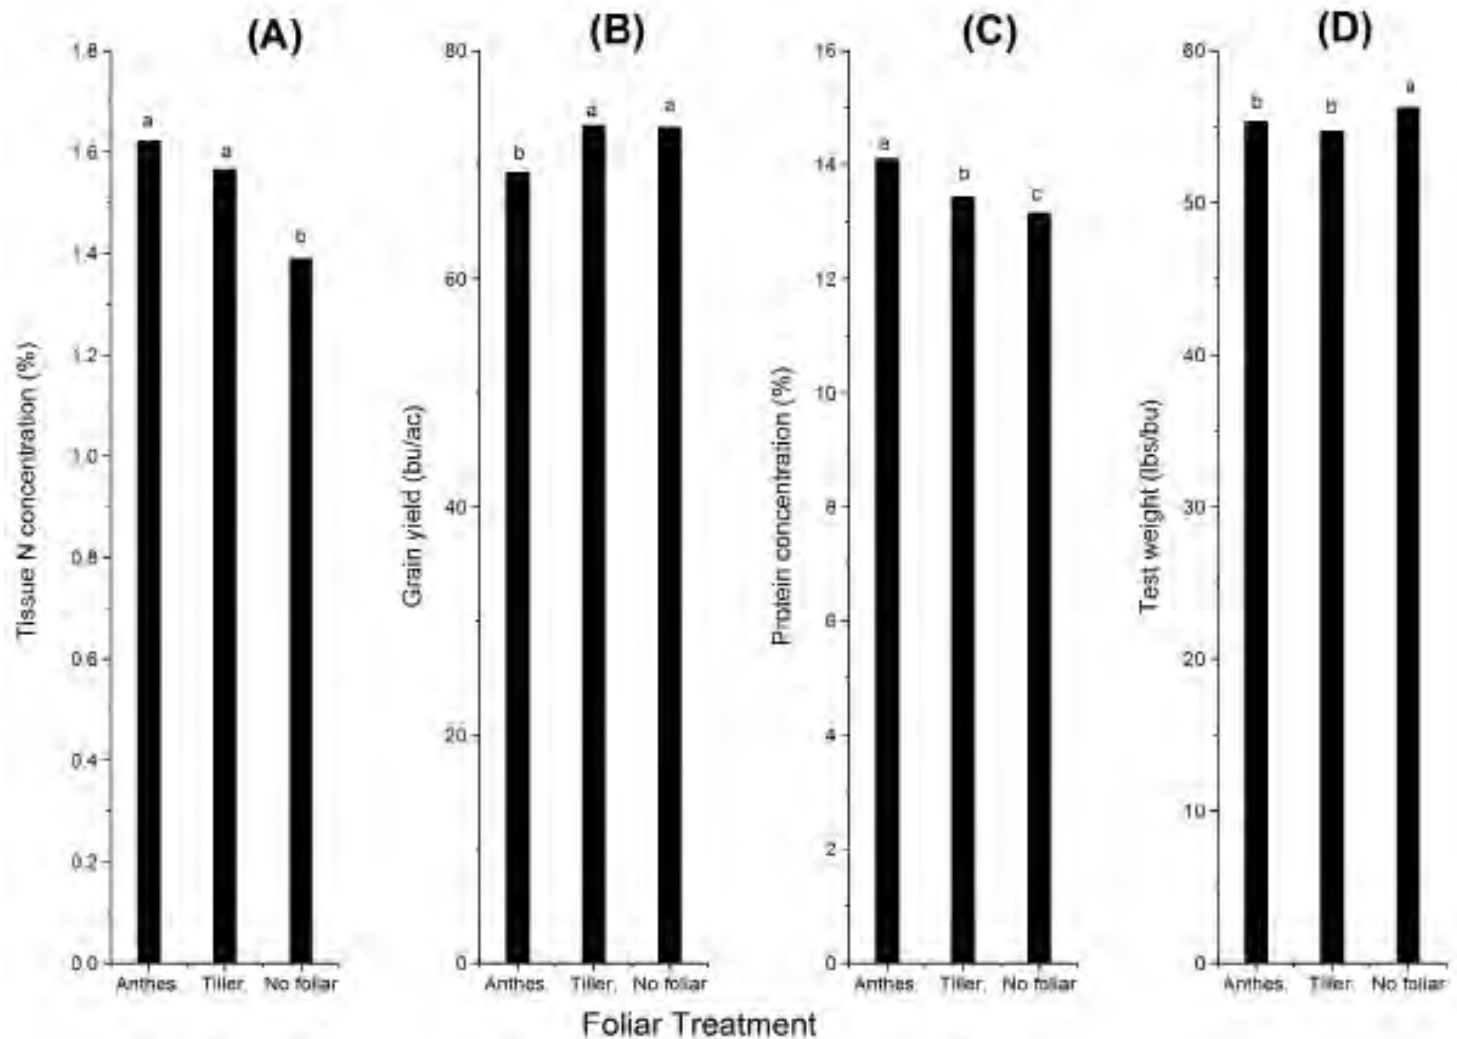 (A)
(B)
(C)
(D)
Tissue N concentration (%)
1.8
1.6
1.4
1.2
1.0
0.8
0.6
0.4
0.2
0.0
a
a
b
Anthes. Tiller. No foliar
Grain yield (bu/ac)
80
60
40
20
0
b
a
a
Anthes. Tiller. No foliar
Protein concentration (%)
16
14
12
10
8
6
4
2
0
a
b
c
Anthes. Tiller. No foliar
Test weight (lbs/bu)
60
50
40
30
20
10
0
b
b
a
Anthes. Tiller. No foliar
Foliar Treatment